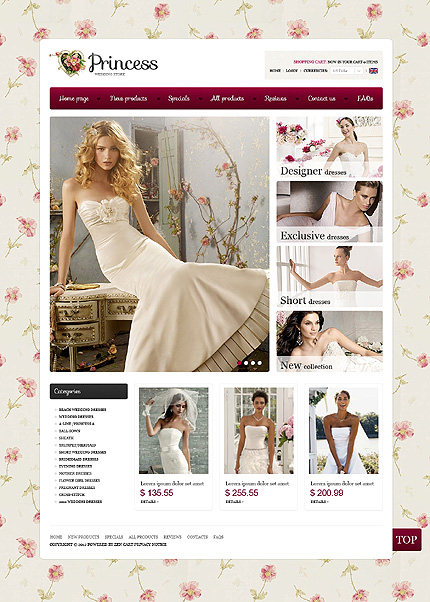 Princess
WEDDING STORE
SHOPPING CART: NOW IN YOUR CART 0 ITEMS
HOME | LOGIN | CURRENCIES: US Dollar
Home page
New products
Specials
All products
Reviews
Contact us
FAQs
Designer dresses
Exclusive dresses
Short dresses
New collection
Categories
BEACH WEDDING DRESSES
WEDDING DRESSES
A-LINE/PRINCESS
BALL GOWN
SHEATH
TRUMPET/MERMAID
SHORT WEDDING DRESSES
BRIDESMAID DRESSES
EVENING DRESSES
MOTHER DRESSES
FLOWER GIRL DRESSES
PREGNANT DRESSES
WEDDING DRESSES
Lorem ipsum dolor set amet
$ 135.55
DETAILS
Lorem ipsum dolor set amet
$ 255.55
DETAILS
Lorem ipsum dolor set amet
$ 200.99
DETAILS
TOP
HOME NEW PRODUCTS SPECIALS ALL PRODUCTS REVIEWS CONTACTS FAQS
COPYRIGHT © POWERED BY ZEN CART PRIVACY NOTICE